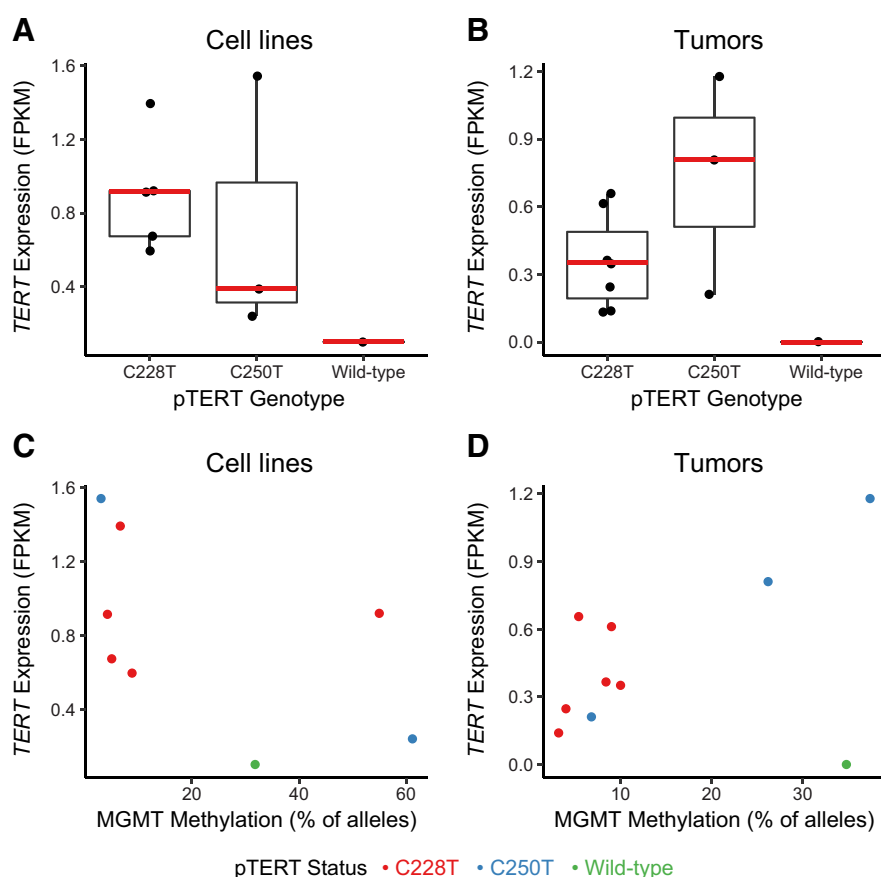 A
Cell lines
TERT Expression (FPKM)
1.6
1.2
0.8
0.4
C228T C250T Wild-type
pTERT Genotype
B
Tumors
TERT Expression (FPKM)
1.2
0.9
0.6
0.3
0.0
C228T C250T Wild-type
pTERT Genotype
C
Cell lines
TERT Expression (FPKM)
1.6
1.2
0.8
0.4
20 40 60
MGMT Methylation (% of alleles)
D
Tumors
TERT Expression (FPKM)
1.2
0.9
0.6
0.3
0.0
10 20 30
MGMT Methylation (% of alleles)
pTERT Status • C228T • C250T • Wild-type